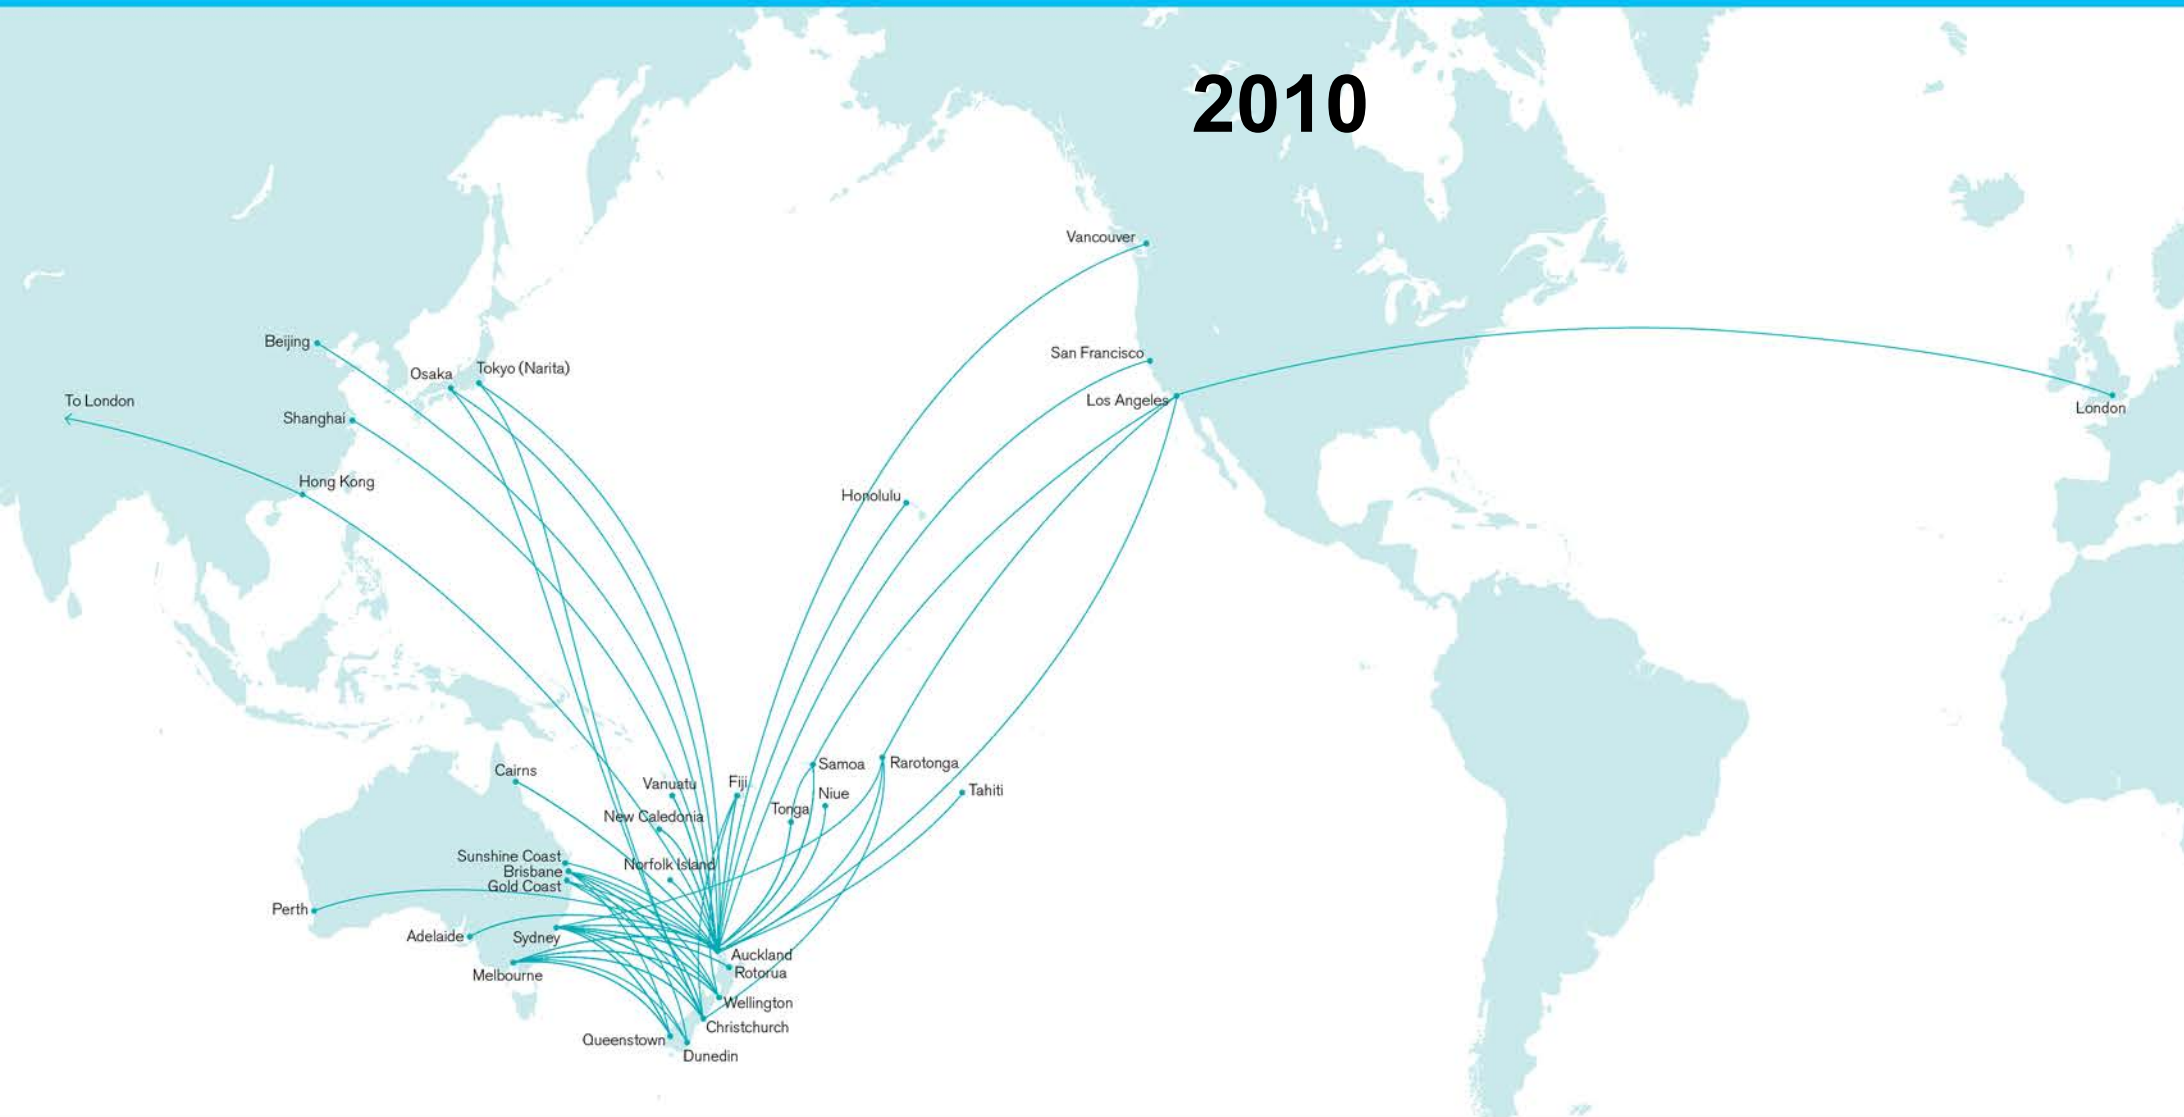 2010
Vancouver
Beijing
San Francisco
Osaka
Tokyo (Narita)
To London
Los Angeles
London
Shanghai
Hong Kong
Honolulu
Cairns
Samoa
Rarotonga
Vanuatu
Fiji
Niue
Tahiti
Tonga
New Caledonia
Sunshine Coast
Norfolk Island
Brisbane
Gold Coast
Perth
Adelaide
Sydney
Auckland
Melbourne
Rotorua
Wellington
Christchurch
Queenstown
Dunedin